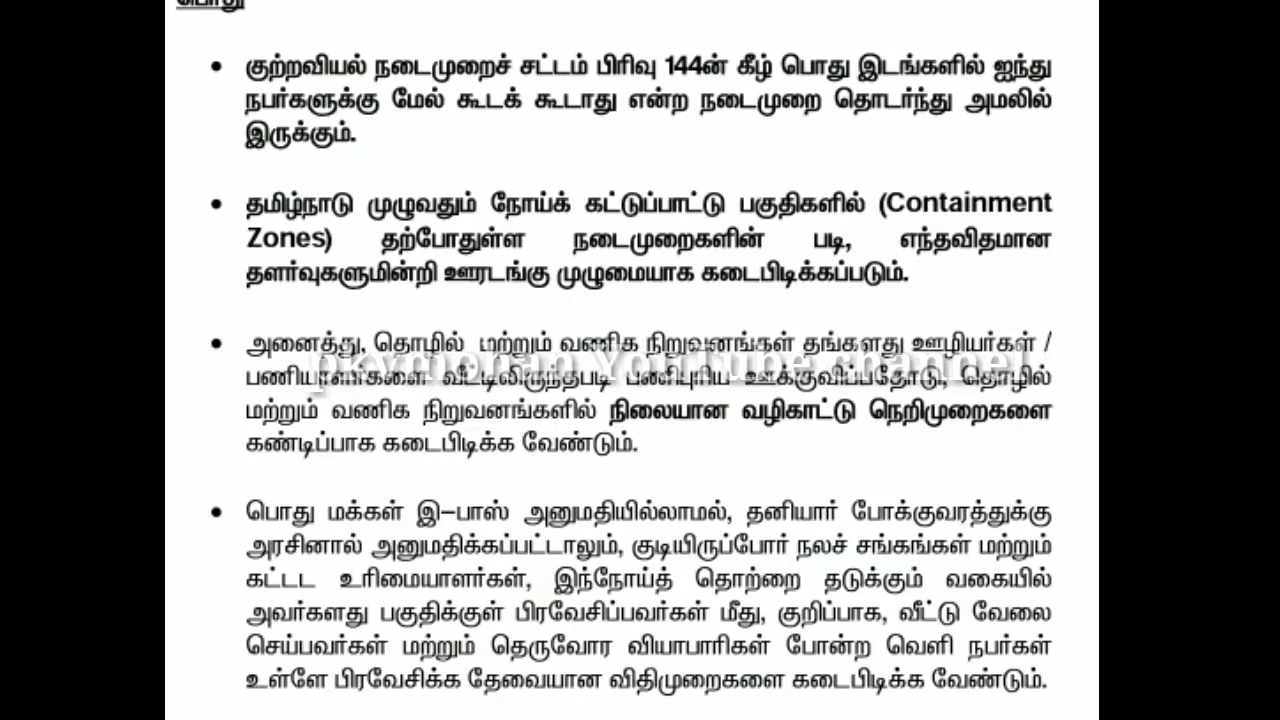 பொது
• குற்றவியல் நடைமுறைச் சட்டம் பிரிவு 144ன் கீழ் பொது இடங்களில் ஐந்து
நபர்களுக்கு மேல் கூடக் கூடாது என்ற நடைமுறை தொடர்ந்து அமலில்
இருக்கும்.
• தமிழ்நாடு முழுவதும் நோய்க் கட்டுப்பாட்டு பகுதிகளில் (Containment
Zones) தற்போதுள்ள நடைமுறைகளின் படி, எந்தவிதமான
தளர்வுகளுமின்றி ஊரடங்கு முழுமையாக கடைபிடிக்கப்படும்.
• அனைத்து, தொழில் மற்றும் வணிக நிறுவனங்கள் தங்களது ஊழியர்கள் /
pkvmohan YouTube channel
பணியாளர்களை வீட்டிலிருந்தபடி பணிபுரிய ஊக்குவிப்பதோடு, தொழில்
மற்றும் வணிக நிறுவனங்களில் நிலையான வழிகாட்டு நெறிமுறைகளை
கண்டிப்பாக கடைபிடிக்க வேண்டும்.
• பொது மக்கள் இ–பாஸ் அனுமதியில்லாமல், தனியார் போக்குவரத்துக்கு
அரசினால் அனுமதிக்கப்பட்டாலும், குடியிருப்போர் நலச் சங்கங்கள் மற்றும்
கட்டட உரிமையாளர்கள், இந்நோய்த் தொற்றை தடுக்கும் வகையில்
அவர்களது பகுதிக்குள் பிரவேசிப்பவர்கள் மீது, குறிப்பாக, வீட்டு வேலை
செய்பவர்கள் மற்றும் தெருவோர வியாபாரிகள் போன்ற வெளி நபர்கள்
உள்ளே பிரவேசிக்க தேவையான விதிமுறைகளை கடைபிடிக்க வேண்டும்.